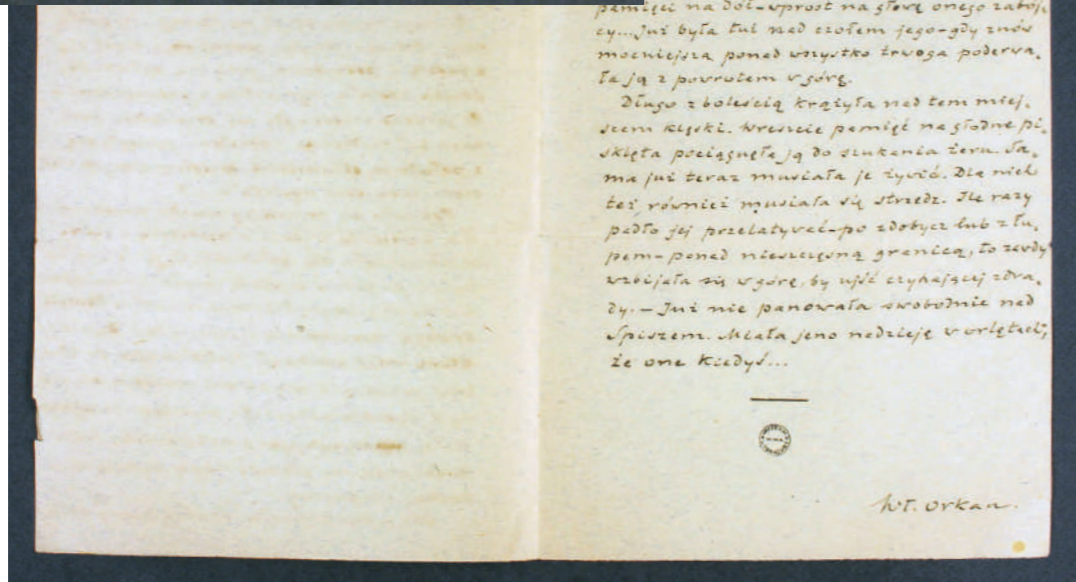 pamięci na dół-wprost na głowę onego zabój,
cy...Już była tuż nad czołem jego-gdy znów
mocniejsza ponad wszystko trwoga poderwa,
ła ją z powrotem w górę.
Długo z boleścią krążyła nad tem miej,
scem klęski. Wreszcie pamięć na głodne pi,
sklęta pociągnęła ją do szukania żeru. Sa,
ma już teraz musiała je żywić. Dla nich
też, również musiała się strzedz. Ile razy
padło jej przelatywać-po zdobycz lub z łu,
pem-ponad nieszczęsną granicą, to zawdy
wzbijała się w górę, by ujść czyhającej zdra,
dy.- Już nie panowała swobodnie nad
Spiszem. Miała jeno nadzieję w orlętach,
że one kiedyś...
Wł. Orkan.